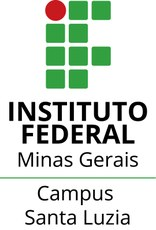 INSTITUTO
FEDERAL
Minas Gerais
Campus
Santa Luzia